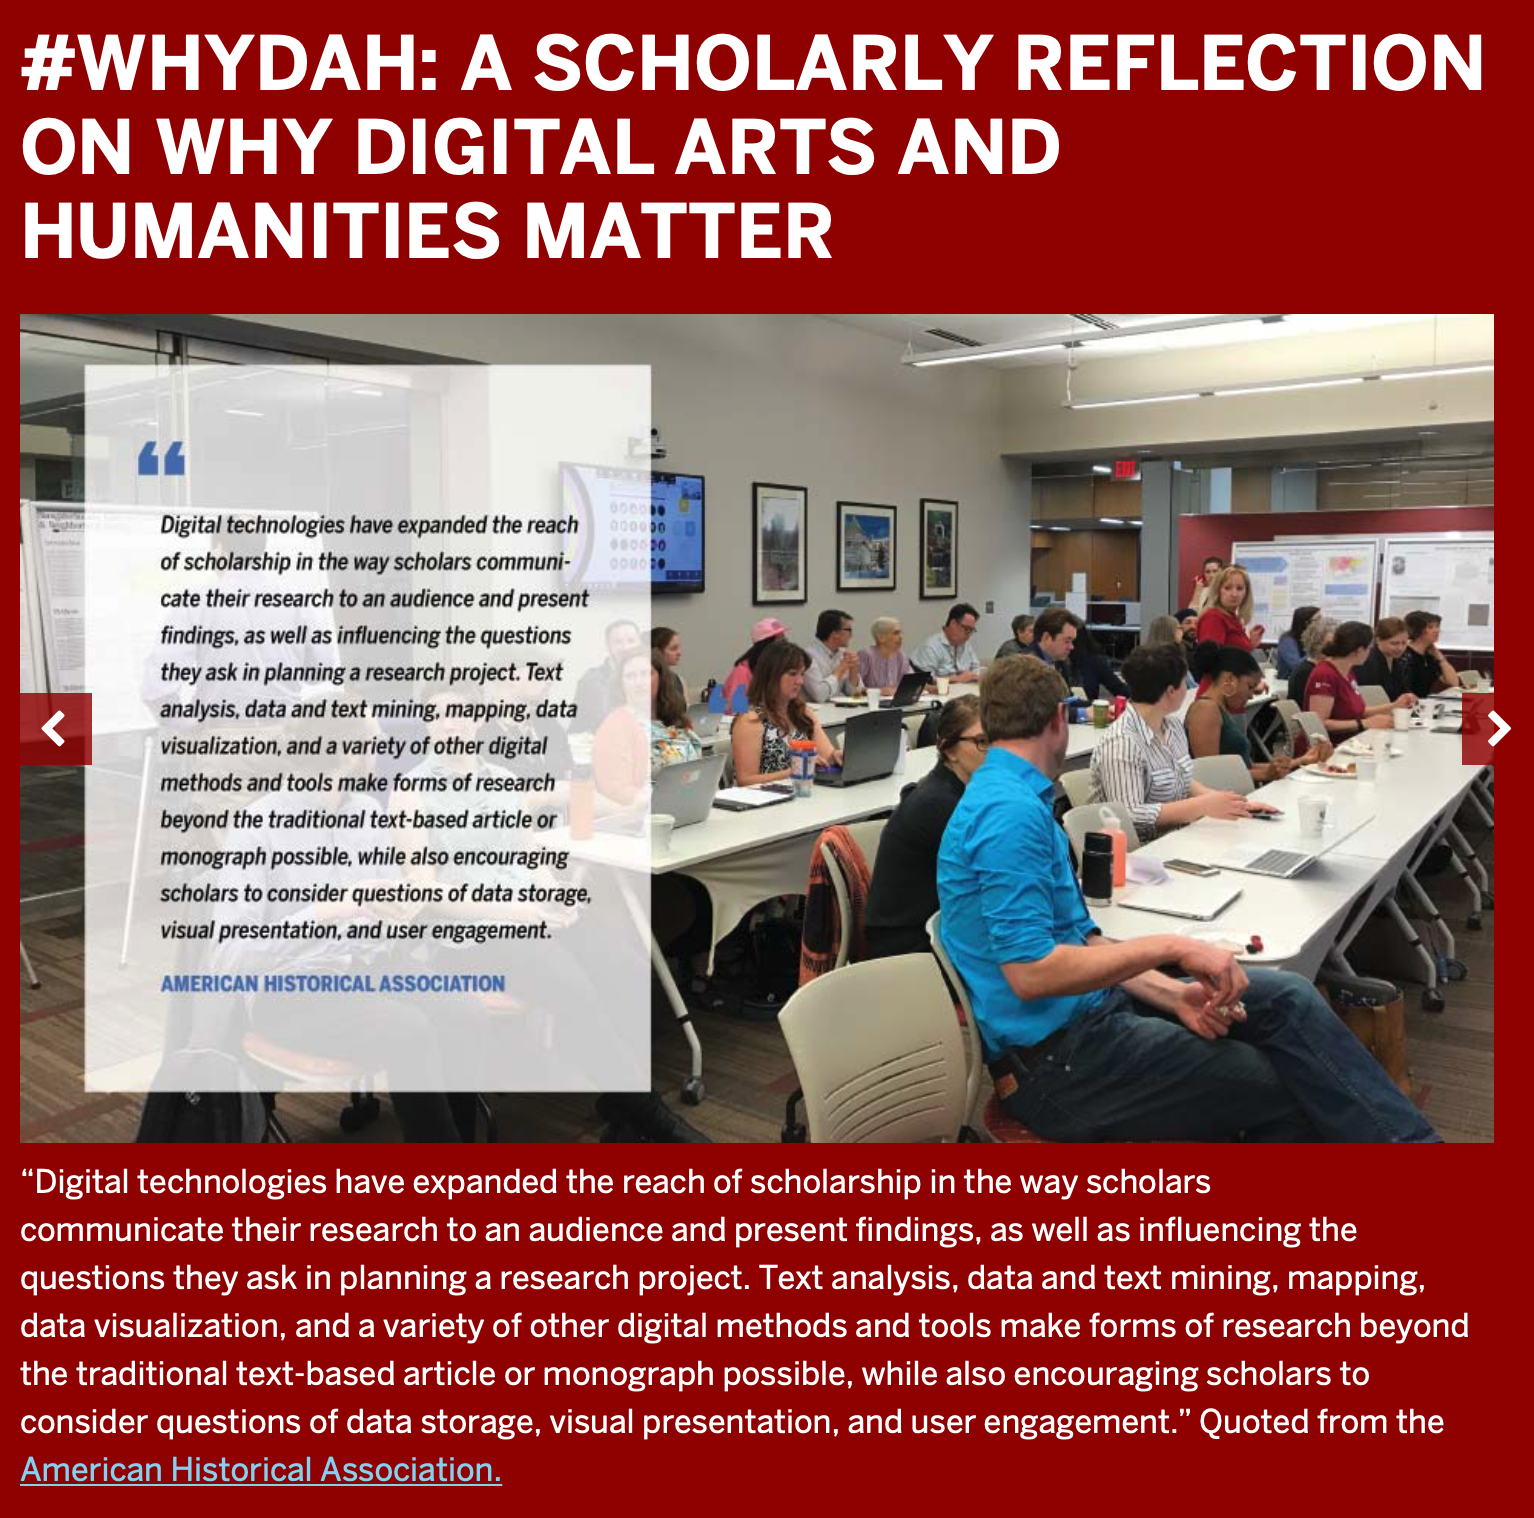 #WHYDAH: A SCHOLARLY REFLECTION
ON WHY DIGITAL ARTS AND
HUMANITIES MATTER
“
Digital technologies have expanded the reach
of scholarship in the way scholars communi-
cate their research to an audience and present
findings, as well as influencing the questions
they ask in planning a research project. Text
analysis, data and text mining, mapping, data
visualization, and a variety of other digital
methods and tools make forms of research
beyond the traditional text-based article or
monograph possible, while also encouraging
scholars to consider questions of data storage,
visual presentation, and user engagement.
AMERICAN HISTORICAL ASSOCIATION
“Digital technologies have expanded the reach of scholarship in the way scholars
communicate their research to an audience and present findings, as well as influencing the
questions they ask in planning a research project. Text analysis, data and text mining, mapping,
data visualization, and a variety of other digital methods and tools make forms of research beyond
the traditional text-based article or monograph possible, while also encouraging scholars to
consider questions of data storage, visual presentation, and user engagement.” Quoted from the
American Historical Association.